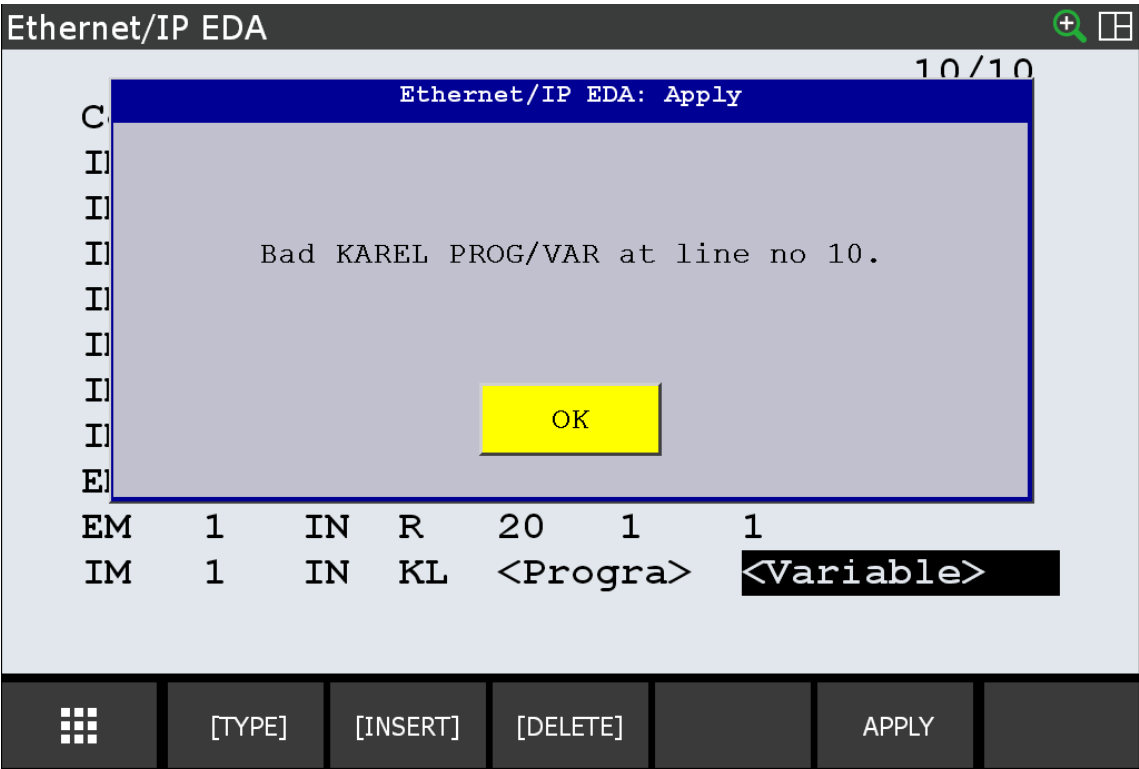 Ethernet/IP EDA
10/10
Ethernet/IP EDA: Apply
Bad KAREL PROG/VAR at line no 10.
OK
EM 1 IN R 20 1 1
IM 1 IN KL <Progra> <Variable>
[TYPE] [INSERT] [DELETE] APPLY